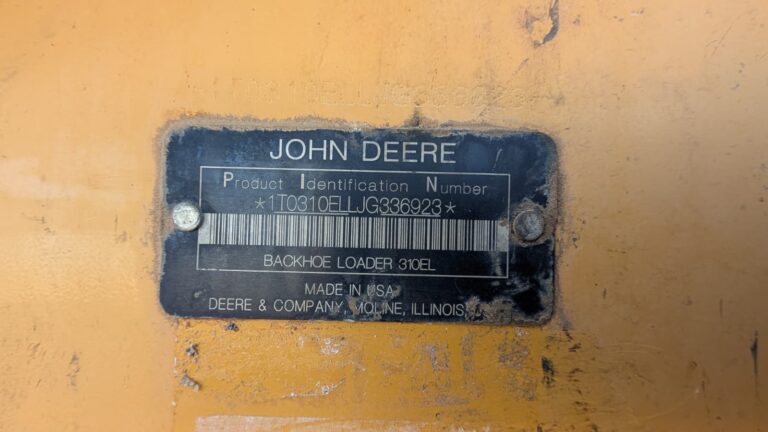 JOHN DEERE
Product Identification Number
*1T0310ELLJG336923*
BACKHOE LOADER 310EL
MADE IN USA
DEERE & COMPANY, MOLINE, ILLINOIS,